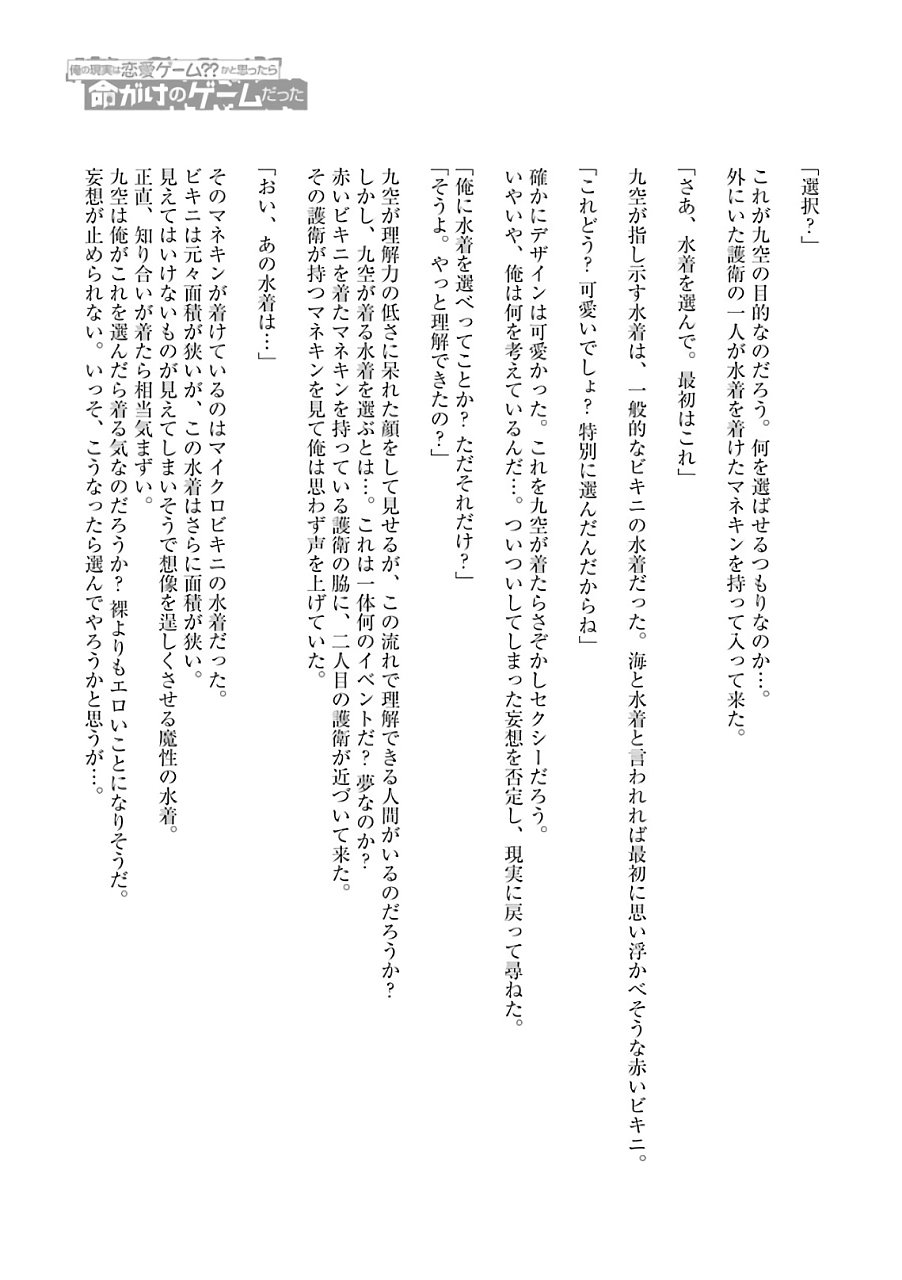 俺の現実は恋愛ゲーム??かと思ったら
命がけのゲームだった
「選択？」
これが九空の目的なのだろう。何を選ばせるつもりなのか…。
外にいた護衛の一人が水着を着けたマネキンを持って入って来た。
「さあ、水着を選んで。最初はこれ」
九空が指し示す水着は、一般的なビキニの水着だった。海と水着と言われれば最初に思い浮かべそうな赤いビキニ。
「これどう？ 可愛いでしょ？ 特別に選んだんだからね」
確かにデザインは可愛かった。これを九空が着たらさぞかしセクシーだろう。
いやいや、俺は何を考えているんだ…。ついついしてしまった妄想を否定し、現実に戻って尋ねた。
「俺に水着を選べってことか？ ただそれだけ？」
「そうよ。やっと理解できたの？」
九空が理解力の低さに呆れた顔をして見せるが、この流れで理解できる人間がいるのだろうか？
しかし、九空が着る水着を選ぶとは…。これは一体何のイベントだ？ 夢なのか？
赤いビキニを着たマネキンを持っている護衛の脇に、二人目の護衛が近づいて来た。
その護衛が持つマネキンを見て俺は思わず声を上げていた。
「おい、あの水着は…」
そのマネキンが着けているのはマイクロビキニの水着だった。
ビキニは元々面積が狭いが、この水着はさらに面積が狭い。
見えてはいけないものが見えてしまいそうで想像を逞しくさせる魔性の水着。
正直、知り合いが着たら相当気まずい。
九空は俺がこれを選んだら着る気なのだろうか？ 裸よりもエロいことになりそうだ。
妄想が止められない。いっそ、こうなったら選んでやろうかと思うが…。